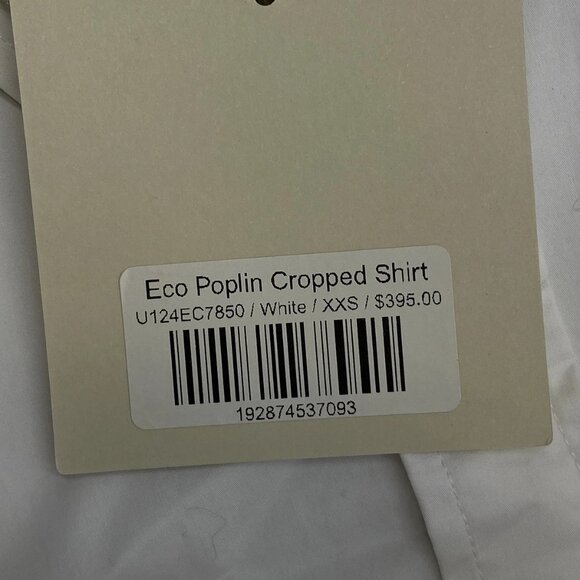 Eco Poplin Cropped Shirt
U124EC7850 / White / XXS / $395.00
192874537093